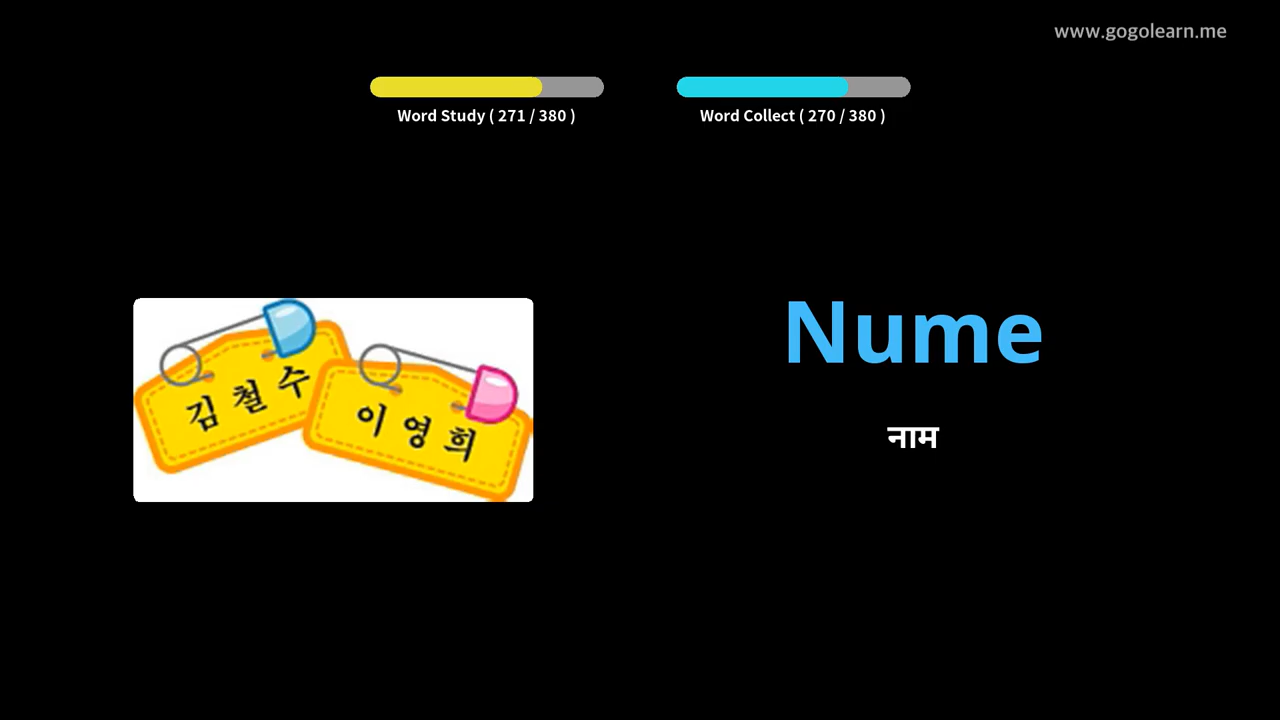 www.gogolearn.me
Word Study ( 271 / 380 )
Word Collect ( 270 / 380 )
김철수
이영희
Nume
नाम